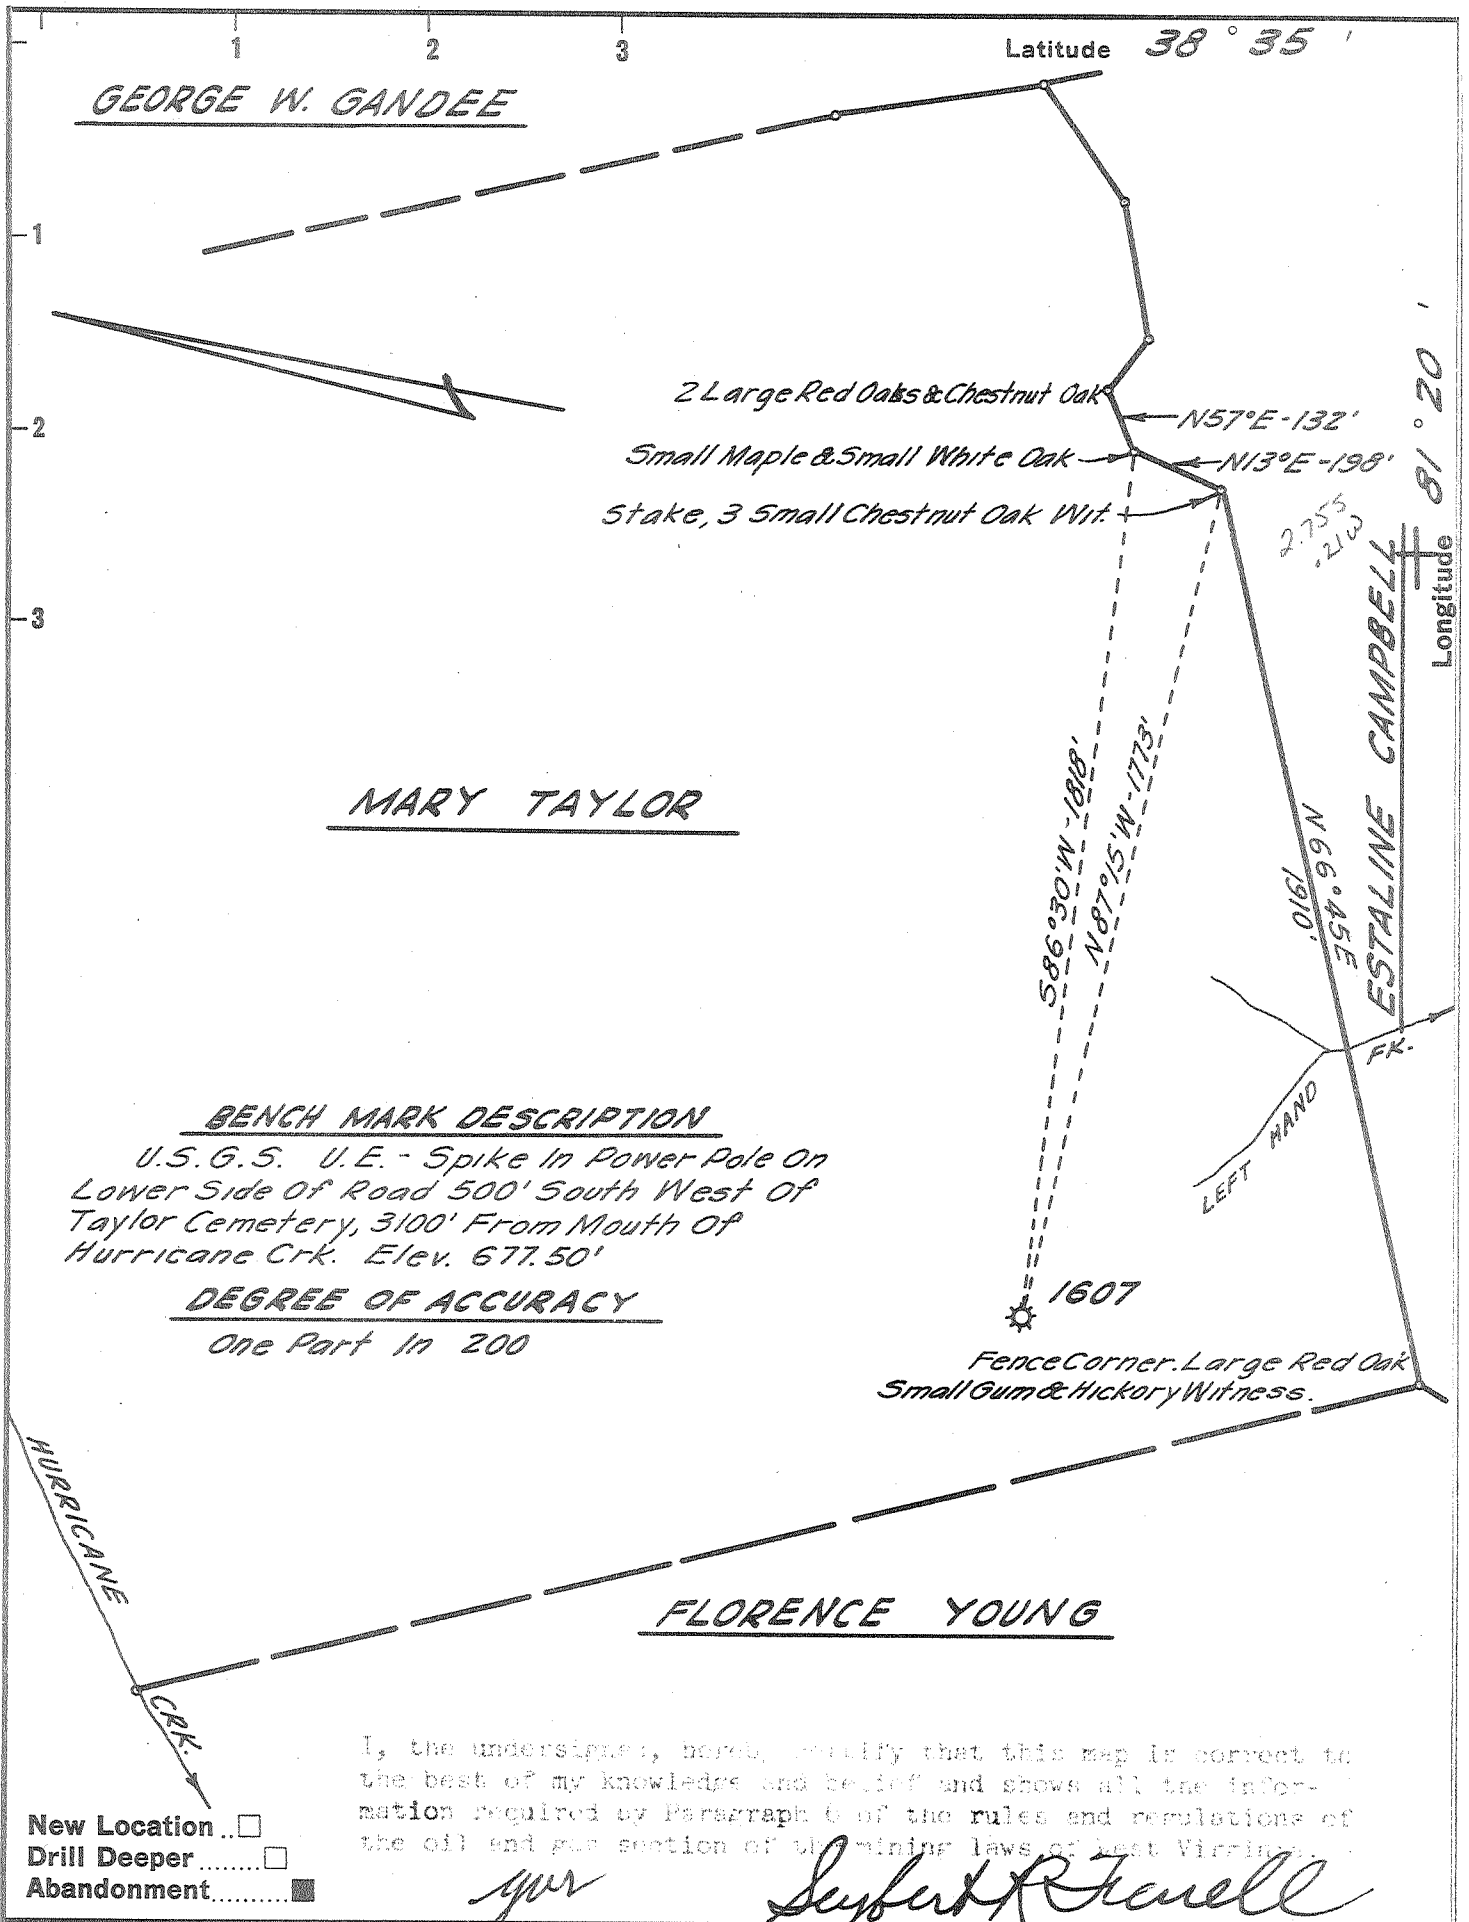 1 2 3
Latitude 38° 35'
GEORGE W. GANDEE
1
81° 20'
Longitude
2 Large Red Oaks & Chestnut Oak
N57°E-132'
2
Small Maple & Small White Oak
N13°E-198'
Stake, 3 Small Chestnut Oak Wit.
2.755
3
ESTALINE CAMPBELL
MARY TAYLOR
S86°30'W-1818'
N87°15'W-1773'
N66°45E
1910'
LEFT HAND FK.
BENCH MARK DESCRIPTION
U.S.G.S. U.E. - Spike In Power Pole On
Lower Side Of Road 500' South West Of
Taylor Cemetery, 3100' From Mouth Of
Hurricane Crk. Elev. 677.50'
DEGREE OF ACCURACY
One Part In 200
1607
Fence Corner. Large Red Oak
Small Gum & Hickory Witness.
HURRICANE CRK.
FLORENCE YOUNG
I, the undersigned, certify that this map is correct to
the best of my knowledge and belief and shows all the infor-
mation required by Paragraph 6 of the rules and regulations of
the oil and gas section of the mining laws of West
New Location ..
Drill Deeper ........
Abandonment ..........